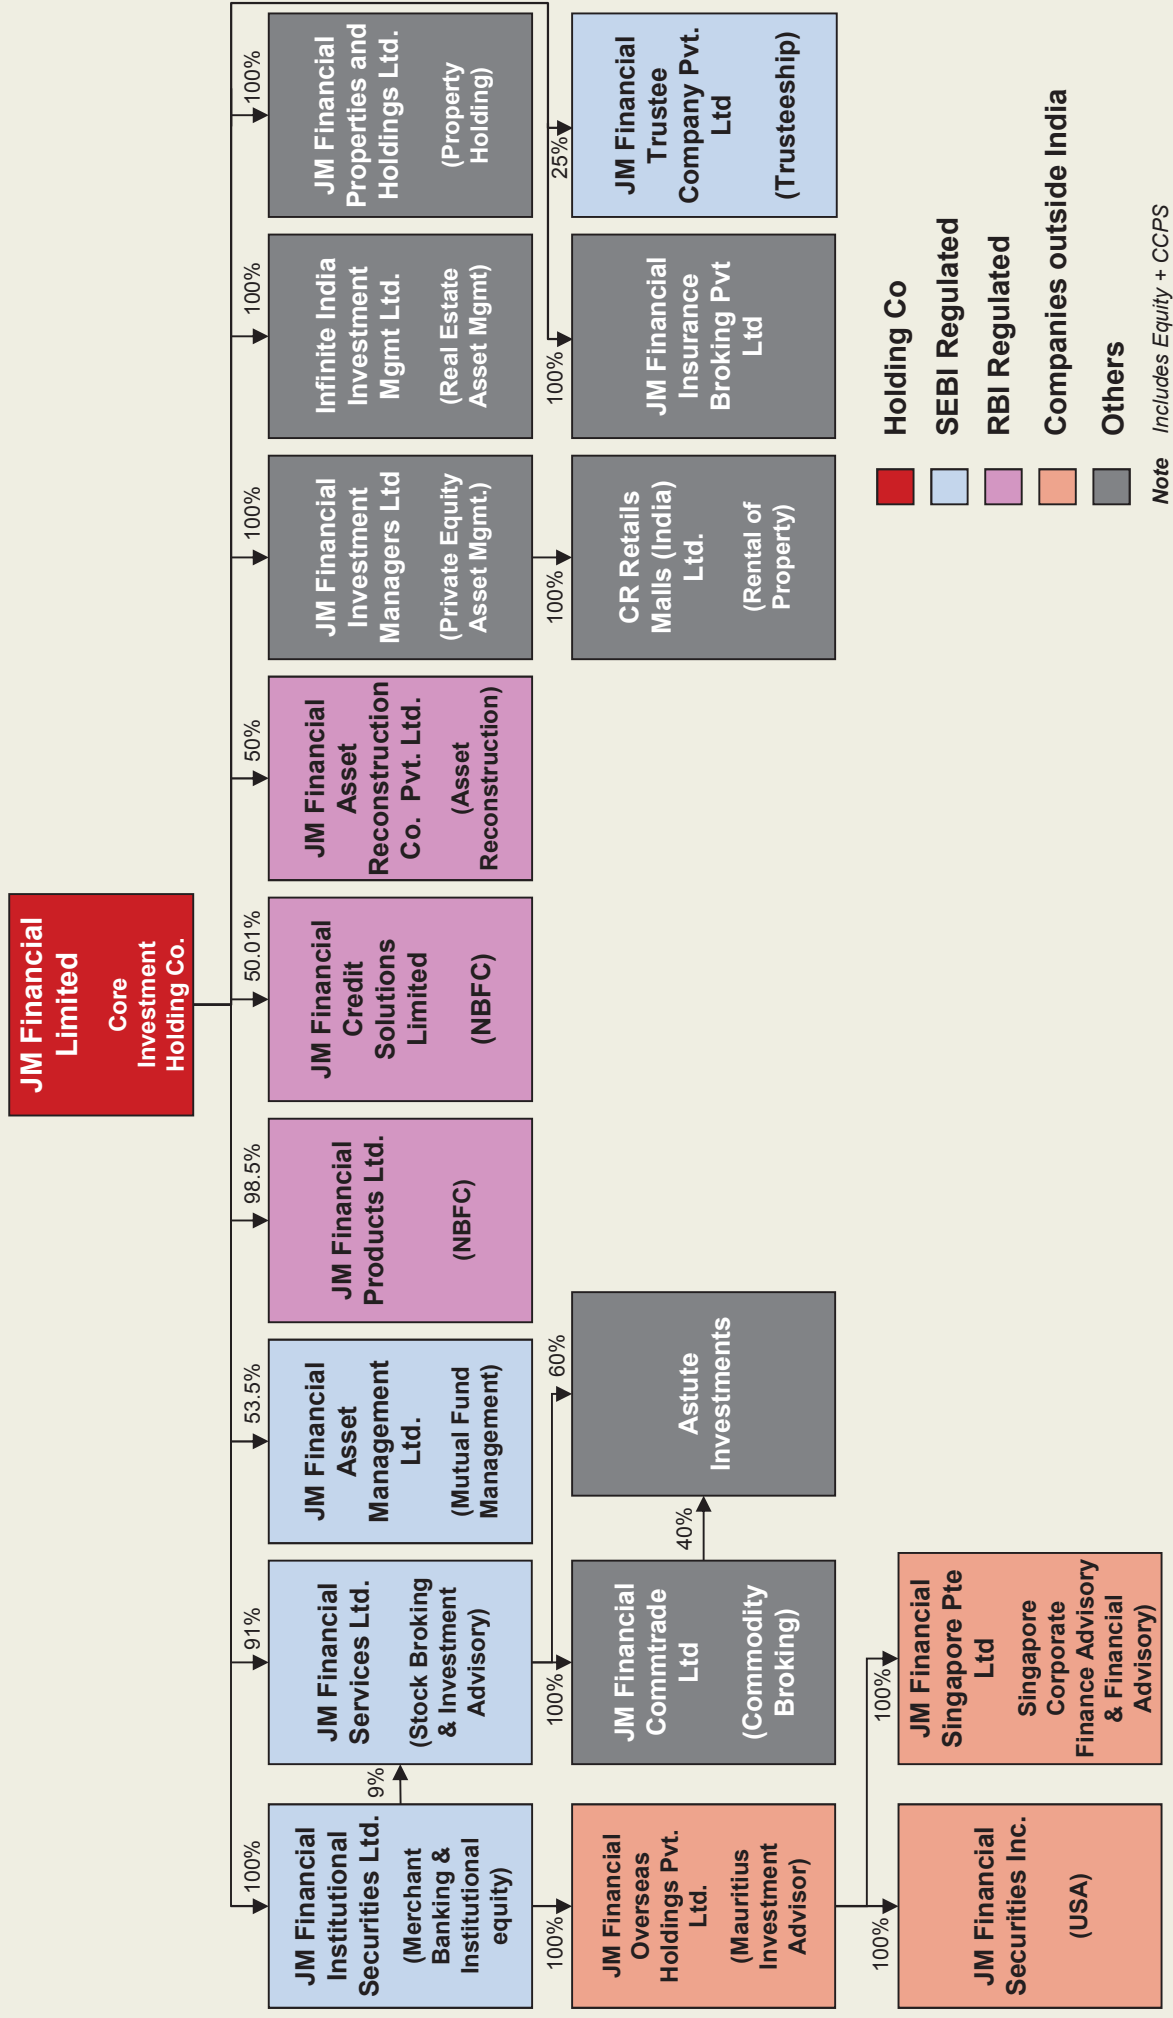 JM Financial
Limited
Core
Investment
Holding Co.
100%
91%
53.5%
98.5%
50.01%
50%
100%
100%
100%
JM Financial
Institutional
Securities Ltd.
(Merchant
Banking &
Institutional
equity)
9%
JM Financial
Services Ltd.
(Stock Broking
& Investment
Advisory)
JM Financial
Asset
Management
Ltd.
(Mutual Fund
Management)
JM Financial
Products Ltd.
(NBFC)
JM Financial
Credit
Solutions
Limited
(NBFC)
JM Financial
Asset
Reconstruction
Co. Pvt. Ltd.
(Asset
Reconstruction)
JM Financial
Investment
Managers Ltd
(Private Equity
Asset Mgmt.)
Infinite India
Investment
Mgmt Ltd.
(Real Estate
Asset Mgmt)
JM Financial
Properties and
Holdings Ltd.
(Property
Holding)
100%
100%
60%
100%
100%
25%
JM Financial
Overseas
Holdings Pvt.
Ltd.
(Mauritius
Investment
Advisor)
JM Financial
Commtrade
Ltd
(Commodity
Broking)
40%
Astute
Investments
CR Retails
Malls (India)
Ltd.
(Rental of
Property)
JM Financial
Insurance
Broking Pvt
Ltd
JM Financial
Trustee
Company Pvt.
Ltd
(Trusteeship)
100%
100%
JM Financial
Securities Inc.
(USA)
JM Financial
Singapore Pte
Ltd
Singapore
Corporate
Finance Advisory
& Financial
Advisory)
Holding Co
SEBI Regulated
RBI Regulated
Companies outside India
Others
Note Includes Equity + CCPS